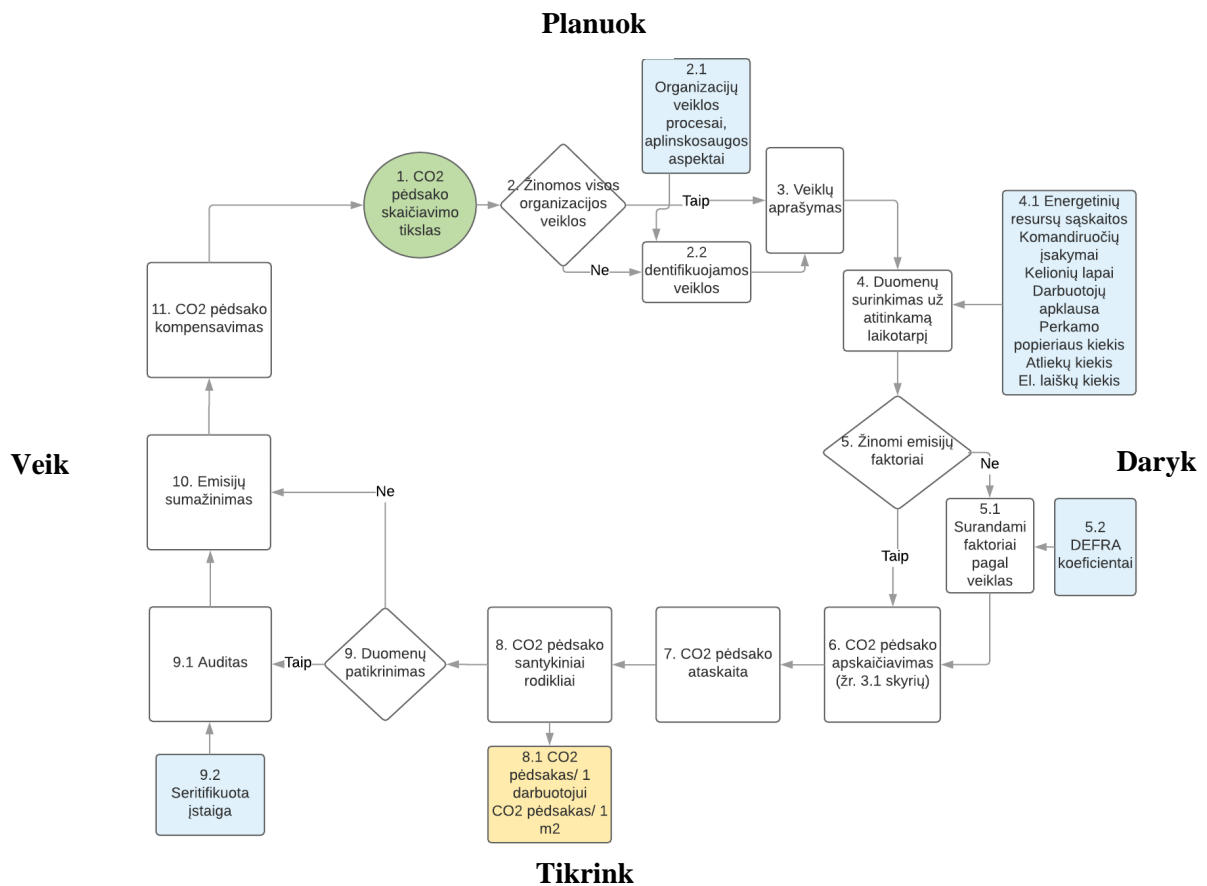 Planuok
2.1
Organizacijų
veiklos
procesai,
aplinskosaugos
aspektai
1. CO2
pėdsako
skaičiavimo
tikslas
2. Žinomos visos
organizacijos
veiklos
Taip
Ne
2.2
dentifikuojamos
veiklos
3. Veiklų
aprašymas
4. Duomenų
surinkimas už
atitinkamą
laikotarpį
4.1 Energetinių
resursų sąskaitos
Komandiruočių
įsakymai
Kelionių lapai
Darbuotojų
apklausa
Perkamo
popieriaus kiekis
Atliekų kiekis
El. laiškų kiekis
11. CO2 pėdsako
kompensavimas
Veik
10. Emisijų
sumažinimas
Ne
5. Žinomi emisijų
faktoriai
Ne
Daryk
Taip
5.1
Surandami
faktoriai
pagal
veiklas
5.2
DEFRA
koeficientai
9.1 Auditas
Taip
9. Duomenų
patikrinimas
8. CO2 pėdsako
santykiniai
rodikliai
7. CO2 pėdsako
ataskaita
6. CO2 pėdsako
apskaičiavimas
(žr. 3.1 skyrių)
9.2
Seritifikuota
įstaiga
8.1 CO2
pėdsakas/ 1
darbuotojui
CO2 pėdsakas/ 1
m2
Tikrink